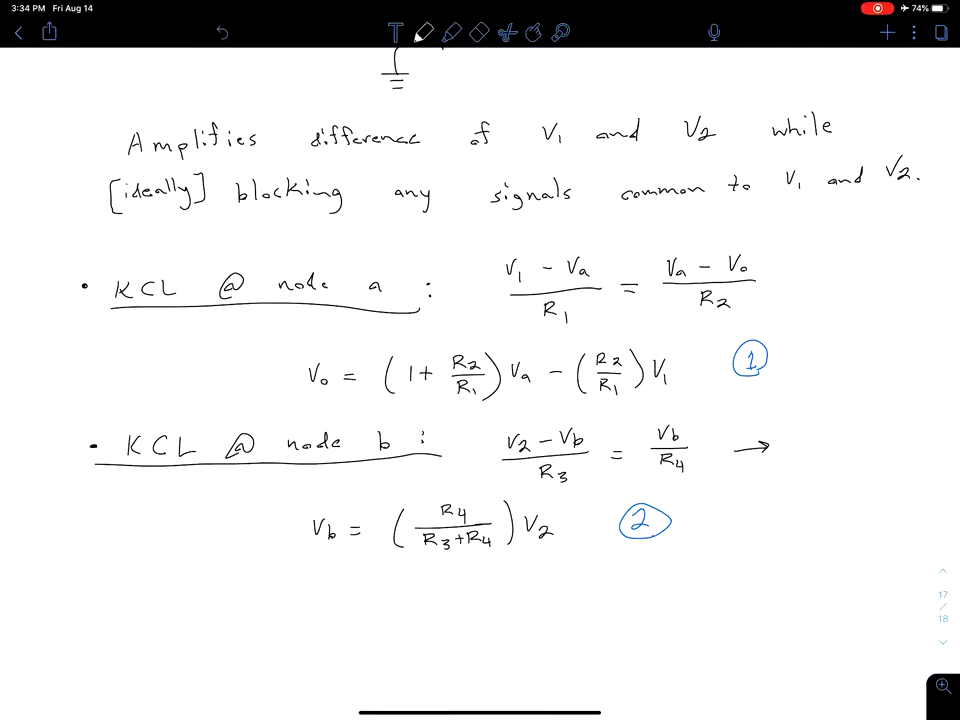 3:34 PM Fri Aug 14
74%
Amplifies difference of V₁ and V₂ while
[ideally] blocking any signals common to V₁ and V₂.
• KCL @ node a : (V₁ - Va)/R₁ = (Va - Vo)/R₂
Vo = (1 + R₂/R₁) Va - (R₂/R₁) V₁ ①
- KCL @ node b : (V₂ - Vb)/R₃ = Vb/R₄ →
Vb = (R₄/(R₃+R₄)) V₂ ②
17
/
18